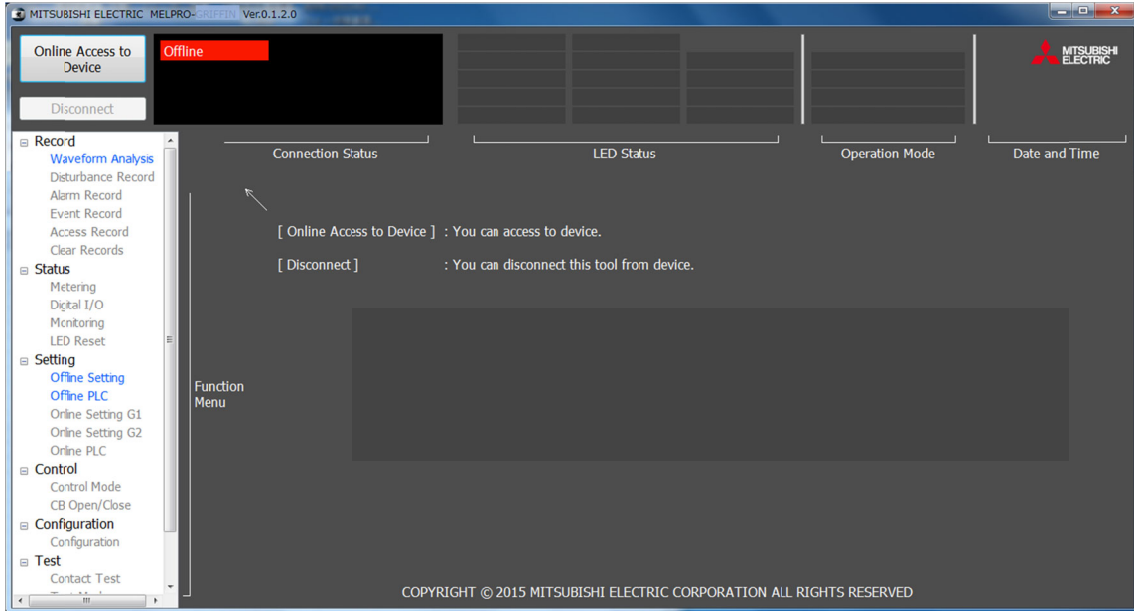 MITSUBISHI ELECTRIC MELPRO-GRIFFIN Ver.0.1.2.0
Online Access to
Device
Disconnect
Offline
MITSUBISHI
ELECTRIC
Connection Status
LED Status
Operation Mode
Date and Time
Record
Waveform Analysis
Disturbance Record
Alarm Record
Event Record
Access Record
Clear Records
Status
Metering
Digital I/O
Monitoring
LED Reset
Setting
Offline Setting
Offline PLC
Online Setting G1
Online Setting G2
Online PLC
Control
Control Mode
CB Open/Close
Configuration
Configuration
Test
Contact Test
[ Online Access to Device ] : You can access to device.
[ Disconnect ] : You can disconnect this tool from device.
Function
Menu
COPYRIGHT © 2015 MITSUBISHI ELECTRIC CORPORATION ALL RIGHTS RESERVED